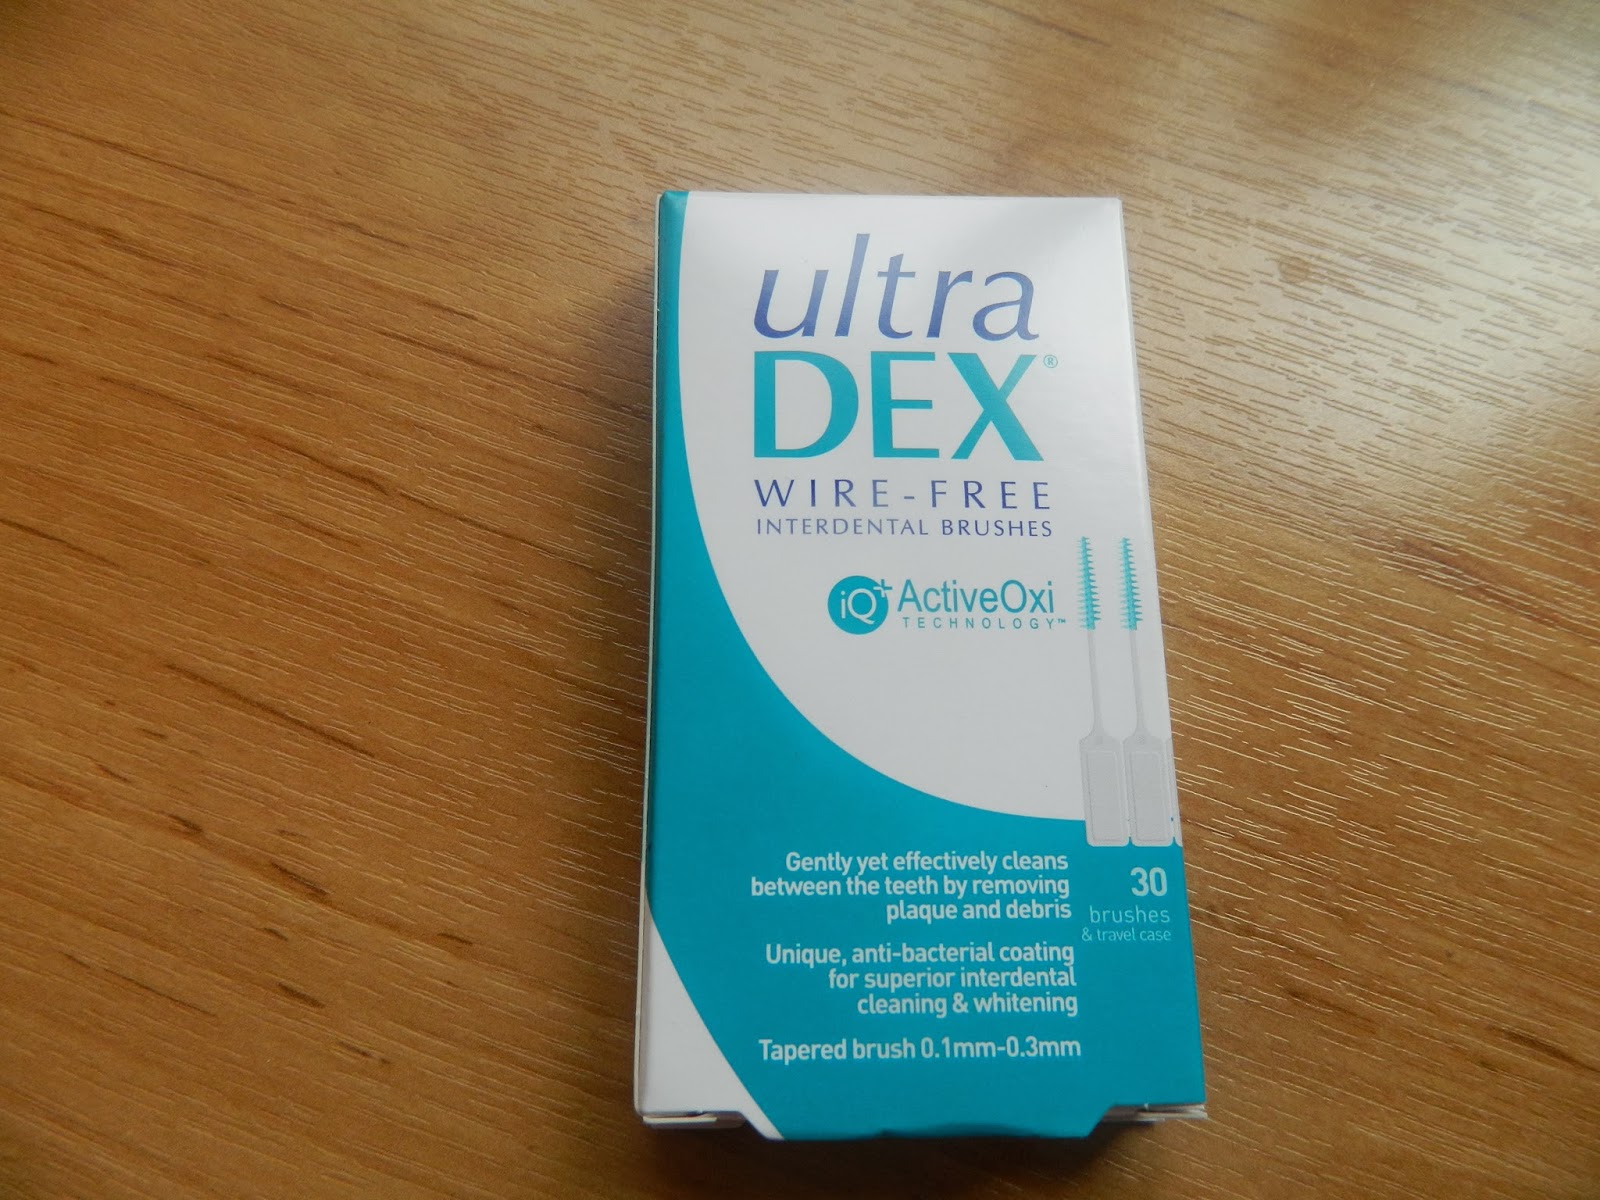 ultra
DEX®
WIRE-FREE
INTERDENTAL BRUSHES
iQ+ ActiveOxi
TECHNOLOGY™
Gently yet effectively cleans
between the teeth by removing
plaque and debris
Unique, anti-bacterial coating
for superior interdental
cleaning & whitening
Tapered brush 0.1mm-0.3mm
30
brushes
& travel case